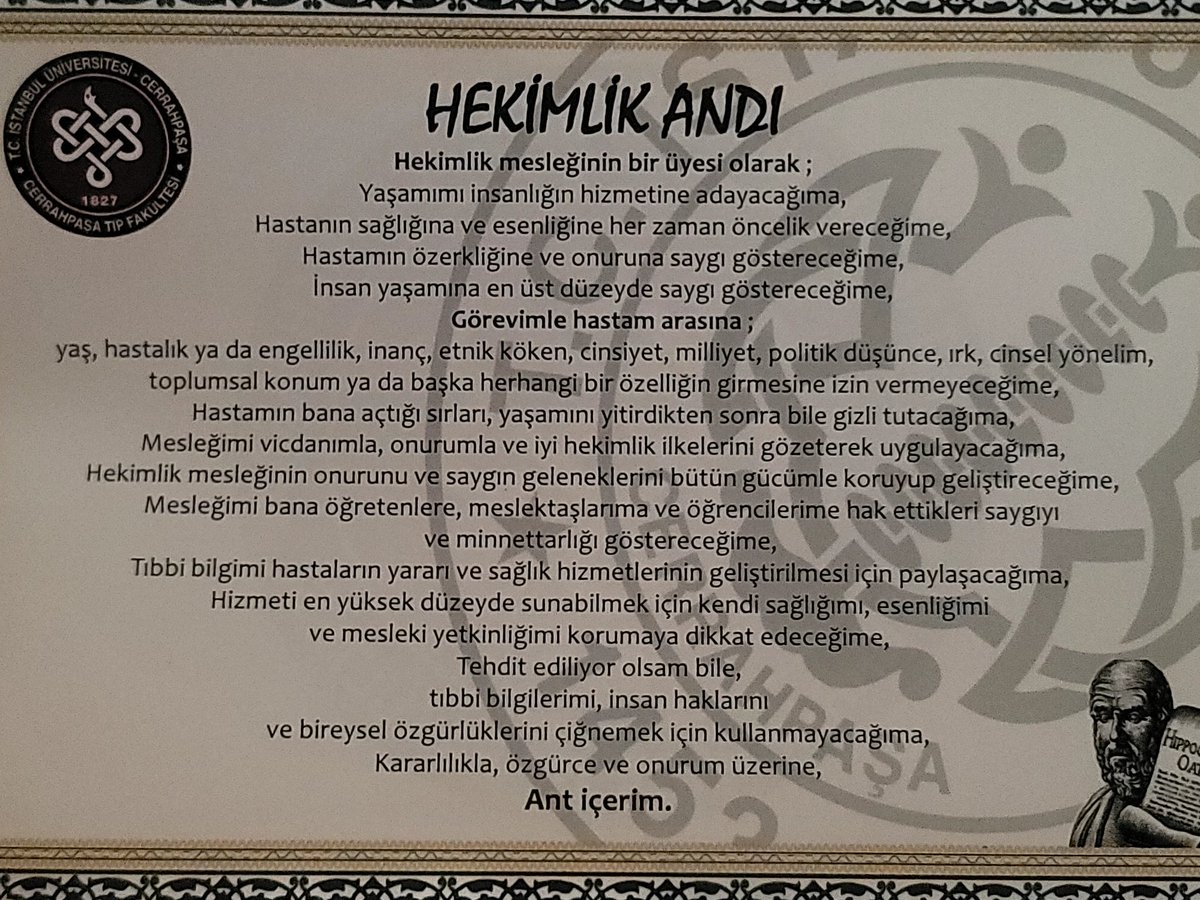 T.C. İSTANBUL ÜNİVERSİTESİ - CERRAHPAŞA
1827
CERRAHPAŞA TIP FAKÜLTESİ
HEKİMLİK ANDI
Hekimlik mesleğinin bir üyesi olarak ;
Yaşamımı insanlığın hizmetine adayacağıma,
Hastanın sağlığına ve esenliğine her zaman öncelik vereceğime,
Hastamın özerkliğine ve onuruna saygı göstereceğime,
İnsan yaşamına en üst düzeyde saygı göstereceğime,
Görevimle hastam arasına ;
yaş, hastalık ya da engellilik, inanç, etnik köken, cinsiyet, milliyet, politik düşünce, ırk, cinsel yönelim,
toplumsal konum ya da başka herhangi bir özelliğin girmesine izin vermeyeceğime,
Hastamın bana açtığı sırları, yaşamını yitirdikten sonra bile gizli tutacağıma,
Mesleğimi vicdanımla, onurumla ve iyi hekimlik ilkelerini gözeterek uygulayacağıma,
Hekimlik mesleğinin onurunu ve saygın geleneklerini bütün gücümle koruyup geliştireceğime,
Mesleğimi bana öğretenlere, meslektaşlarıma ve öğrencilerime hak ettikleri saygıyı
ve minnettarlığı göstereceğime,
Tıbbi bilgimi hastaların yararı ve sağlık hizmetlerinin geliştirilmesi için paylaşacağıma,
Hizmeti en yüksek düzeyde sunabilmek için kendi sağlığımı, esenliğimi
ve mesleki yetkinliğimi korumaya dikkat edeceğime,
Tehdit ediliyor olsam bile,
tıbbi bilgilerimi, insan haklarını
ve bireysel özgürlüklerini çiğnemek için kullanmayacağıma,
Kararlılıkla, özgürce ve onurum üzerine,
Ant içerim.
CERRAHPAŞA